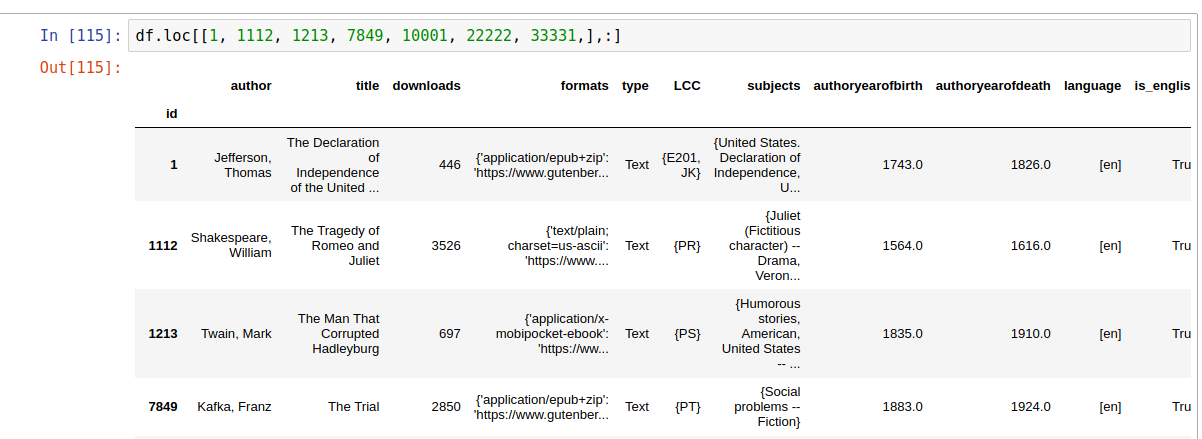 In [115]: df.loc[[1, 1112, 1213, 7849, 10001, 22222, 33331,],:]
Out[115]:
author title downloads formats type LCC subjects authoryearofbirth authoryearofdeath language is_englis
id
The Declaration {United States.
Jefferson, of {'application/epub+zip': {E201, Declaration of
1 446 Text 1743.0 1826.0 [en] Tru
Thomas Independence 'https://www.gutenber... JK} Independence,
of the United ... U...
{Juliet
The Tragedy of {'text/plain; (Fictitious
Shakespeare, Romeo and charset=us-ascii': character) --
1112 3526 Text {PR} 1564.0 1616.0 [en] Tru
William Juliet 'https://www.... Drama,
Veron...
{Humorous
The Man That {'application/x- stories,
1213 Twain, Mark Corrupted 697 mobipocket-ebook': Text {PS} American, 1835.0 1910.0 [en] Tru
Hadleyburg 'https://ww... United States
-- ...
{Social
7849 Kafka, Franz The Trial 2850 {'application/epub+zip': Text {PT} problems -- 1883.0 1924.0 [en] Tru
'https://www.gutenber... Fiction}